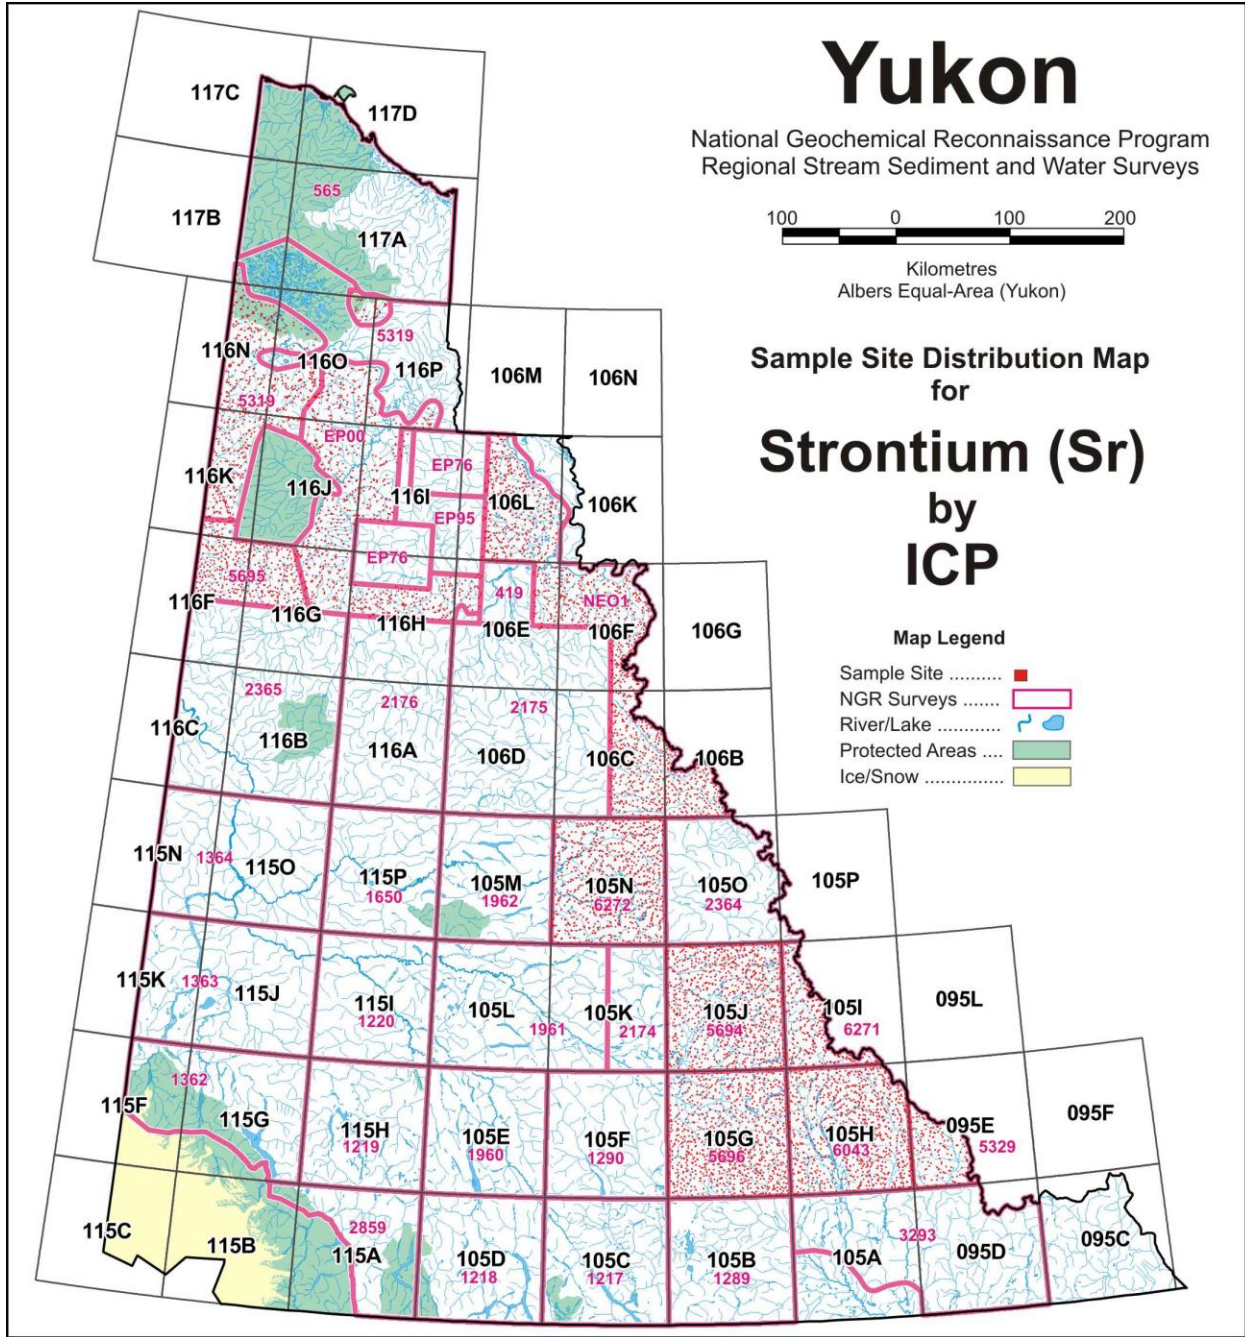 Yukon
National Geochemical Reconnaissance Program
Regional Stream Sediment and Water Surveys
100 0 100 200
Kilometres
Albers Equal-Area (Yukon)
Sample Site Distribution Map
for
Strontium (Sr)
by
ICP
Map Legend
Sample Site ..........
NGR Surveys .......
River/Lake ............
Protected Areas ....
Ice/Snow ...............
117C
117D
565
117B
117A
5319
116N
116O
116P
106M
106N
5319
EP00
EP76
116K
116J
116I
106L
106K
EP95
EP76
5695
419
NEO1
116F
116G
116H
106E
106F
106G
2365
2176
2175
116C
116B
116A
106D
106C
106B
115N
1364
115O
115P
1650
105M
1962
105N
6272
105O
2364
105P
115K
1363
115J
115I
1220
105L
1961
105K
2174
105J
5694
105I
6271
095L
1362
115F
115G
115H
1219
105E
1960
105F
1290
105G
5696
105H
6043
095E
5329
095F
115C
115B
2859
115A
105D
1218
105C
1217
105B
1289
105A
3293
095D
095C